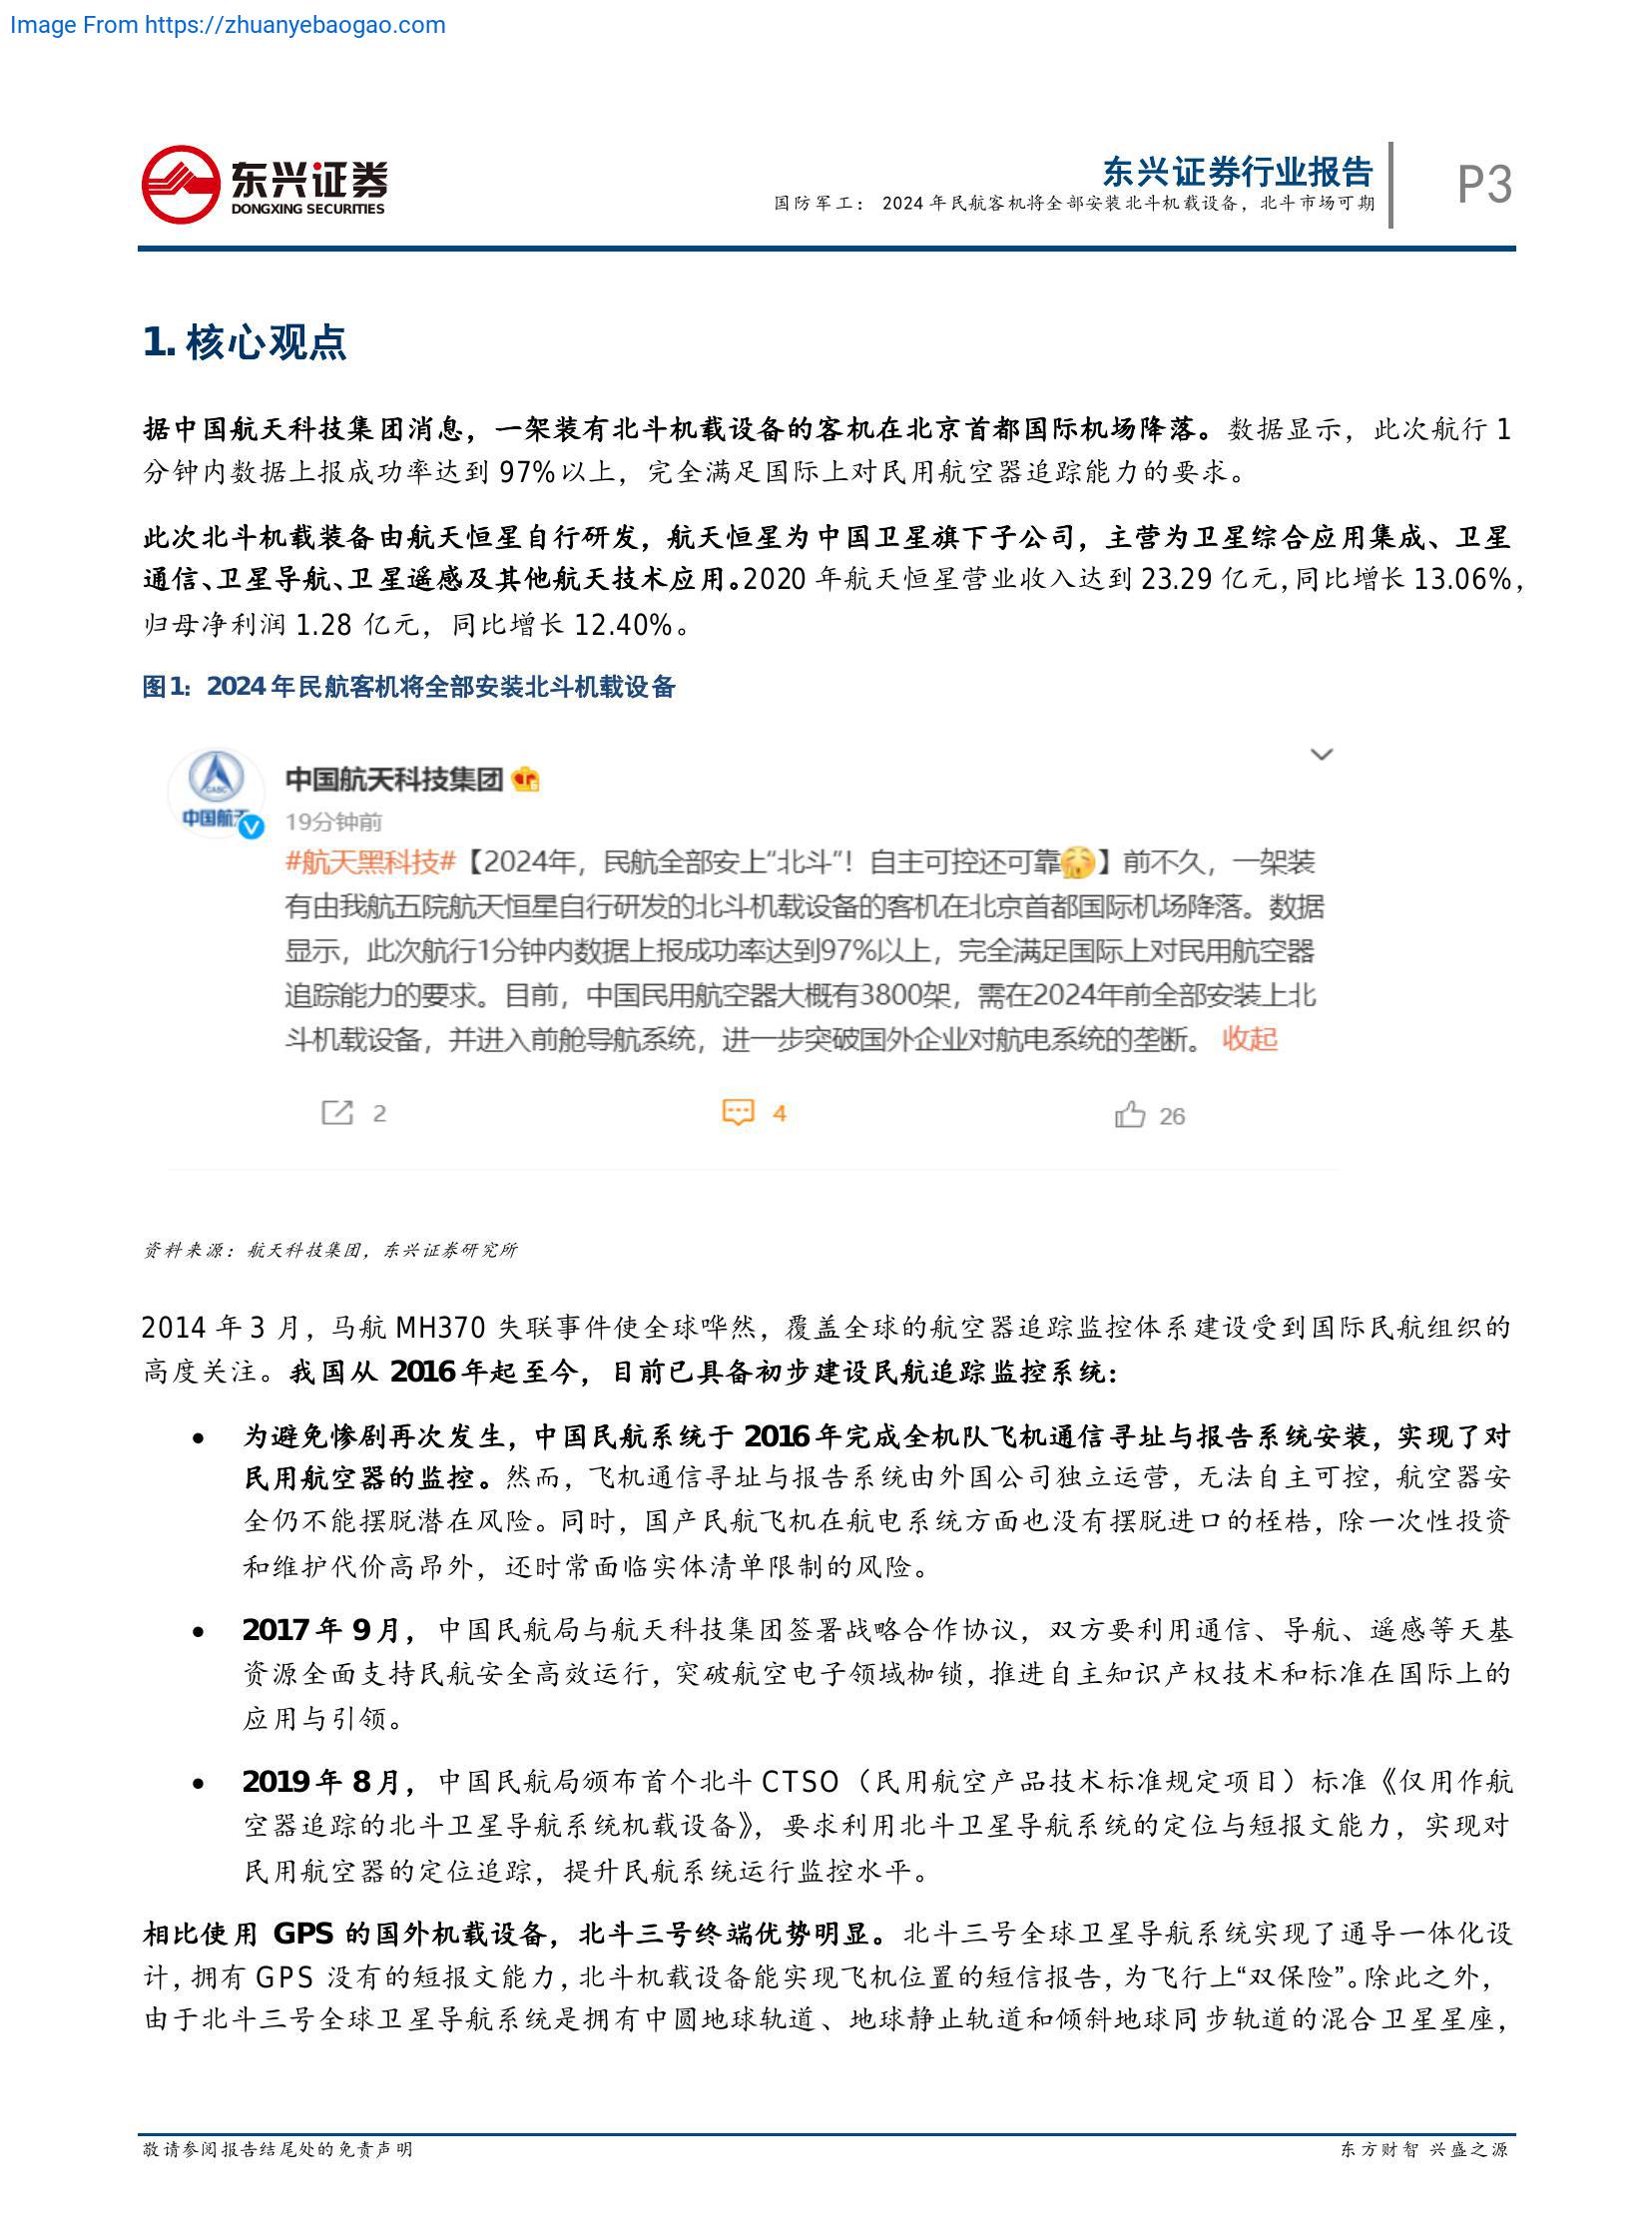 Image From https://zhuanyebaogao.com
东兴证券
DONGXING SECURITIES
东兴证券行业报告
国防军工： 2024 年民航客机将全部安装北斗机载设备，北斗市场可期
P3
1. 核心观点
据中国航天科技集团消息，一架装有北斗机载设备的客机在北京首都国际机场降落。数据显示，此次航行 1
分钟内数据上报成功率达到 97%以上，完全满足国际上对民用航空器追踪能力的要求。
此次北斗机载装备由航天恒星自行研发，航天恒星为中国卫星旗下子公司，主营为卫星综合应用集成、卫星
通信、卫星导航、卫星遥感及其他航天技术应用。2020 年航天恒星营业收入达到 23.29 亿元，同比增长 13.06%，
归母净利润 1.28 亿元，同比增长 12.40%。
图1：2024 年民航客机将全部安装北斗机载设备
CASC
中国航天
中国航天科技集团
19分钟前
#航天黑科技#【2024年，民航全部安上“北斗”！自主可控还可靠】前不久，一架装
有由我航五院航天恒星自行研发的北斗机载设备的客机在北京首都国际机场降落。数据
显示，此次航行1分钟内数据上报成功率达到97%以上，完全满足国际上对民用航空器
追踪能力的要求。目前，中国民用航空器大概有3800架，需在2024年前全部安装上北
斗机载设备，并进入前舱导航系统，进一步突破国外企业对航电系统的垄断。 收起
2 4 26
资料来源：航天科技集团，东兴证券研究所
2014 年 3 月，马航 MH370 失联事件使全球哗然，覆盖全球的航空器追踪监控体系建设受到国际民航组织的
高度关注。我国从 2016 年起至今，目前已具备初步建设民航追踪监控系统：
● 为避免惨剧再次发生，中国民航系统于 2016 年完成全机队飞机通信寻址与报告系统安装，实现了对
民用航空器的监控。然而，飞机通信寻址与报告系统由外国公司独立运营，无法自主可控，航空器安
全仍不能摆脱潜在风险。同时，国产民航飞机在航电系统方面也没有摆脱进口的桎梏，除一次性投资
和维护代价高昂外，还时常面临实体清单限制的风险。
● 2017 年 9 月，中国民航局与航天科技集团签署战略合作协议，双方要利用通信、导航、遥感等天基
资源全面支持民航安全高效运行，突破航空电子领域枷锁，推进自主知识产权技术和标准在国际上的
应用与引领。
● 2019 年 8 月，中国民航局颁布首个北斗 CTSO（民用航空产品技术标准规定项目）标准《仅用作航
空器追踪的北斗卫星导航系统机载设备》，要求利用北斗卫星导航系统的定位与短报文能力，实现对
民用航空器的定位追踪，提升民航系统运行监控水平。
相比使用 GPS 的国外机载设备，北斗三号终端优势明显。北斗三号全球卫星导航系统实现了通导一体化设
计，拥有 GPS 没有的短报文能力，北斗机载设备能实现飞机位置的短信报告，为飞行上“双保险”。除此之外，
由于北斗三号全球卫星导航系统是拥有中圆地球轨道、地球静止轨道和倾斜地球同步轨道的混合卫星星座，
敬请参阅报告结尾处的免责声明
东方财智 兴盛之源